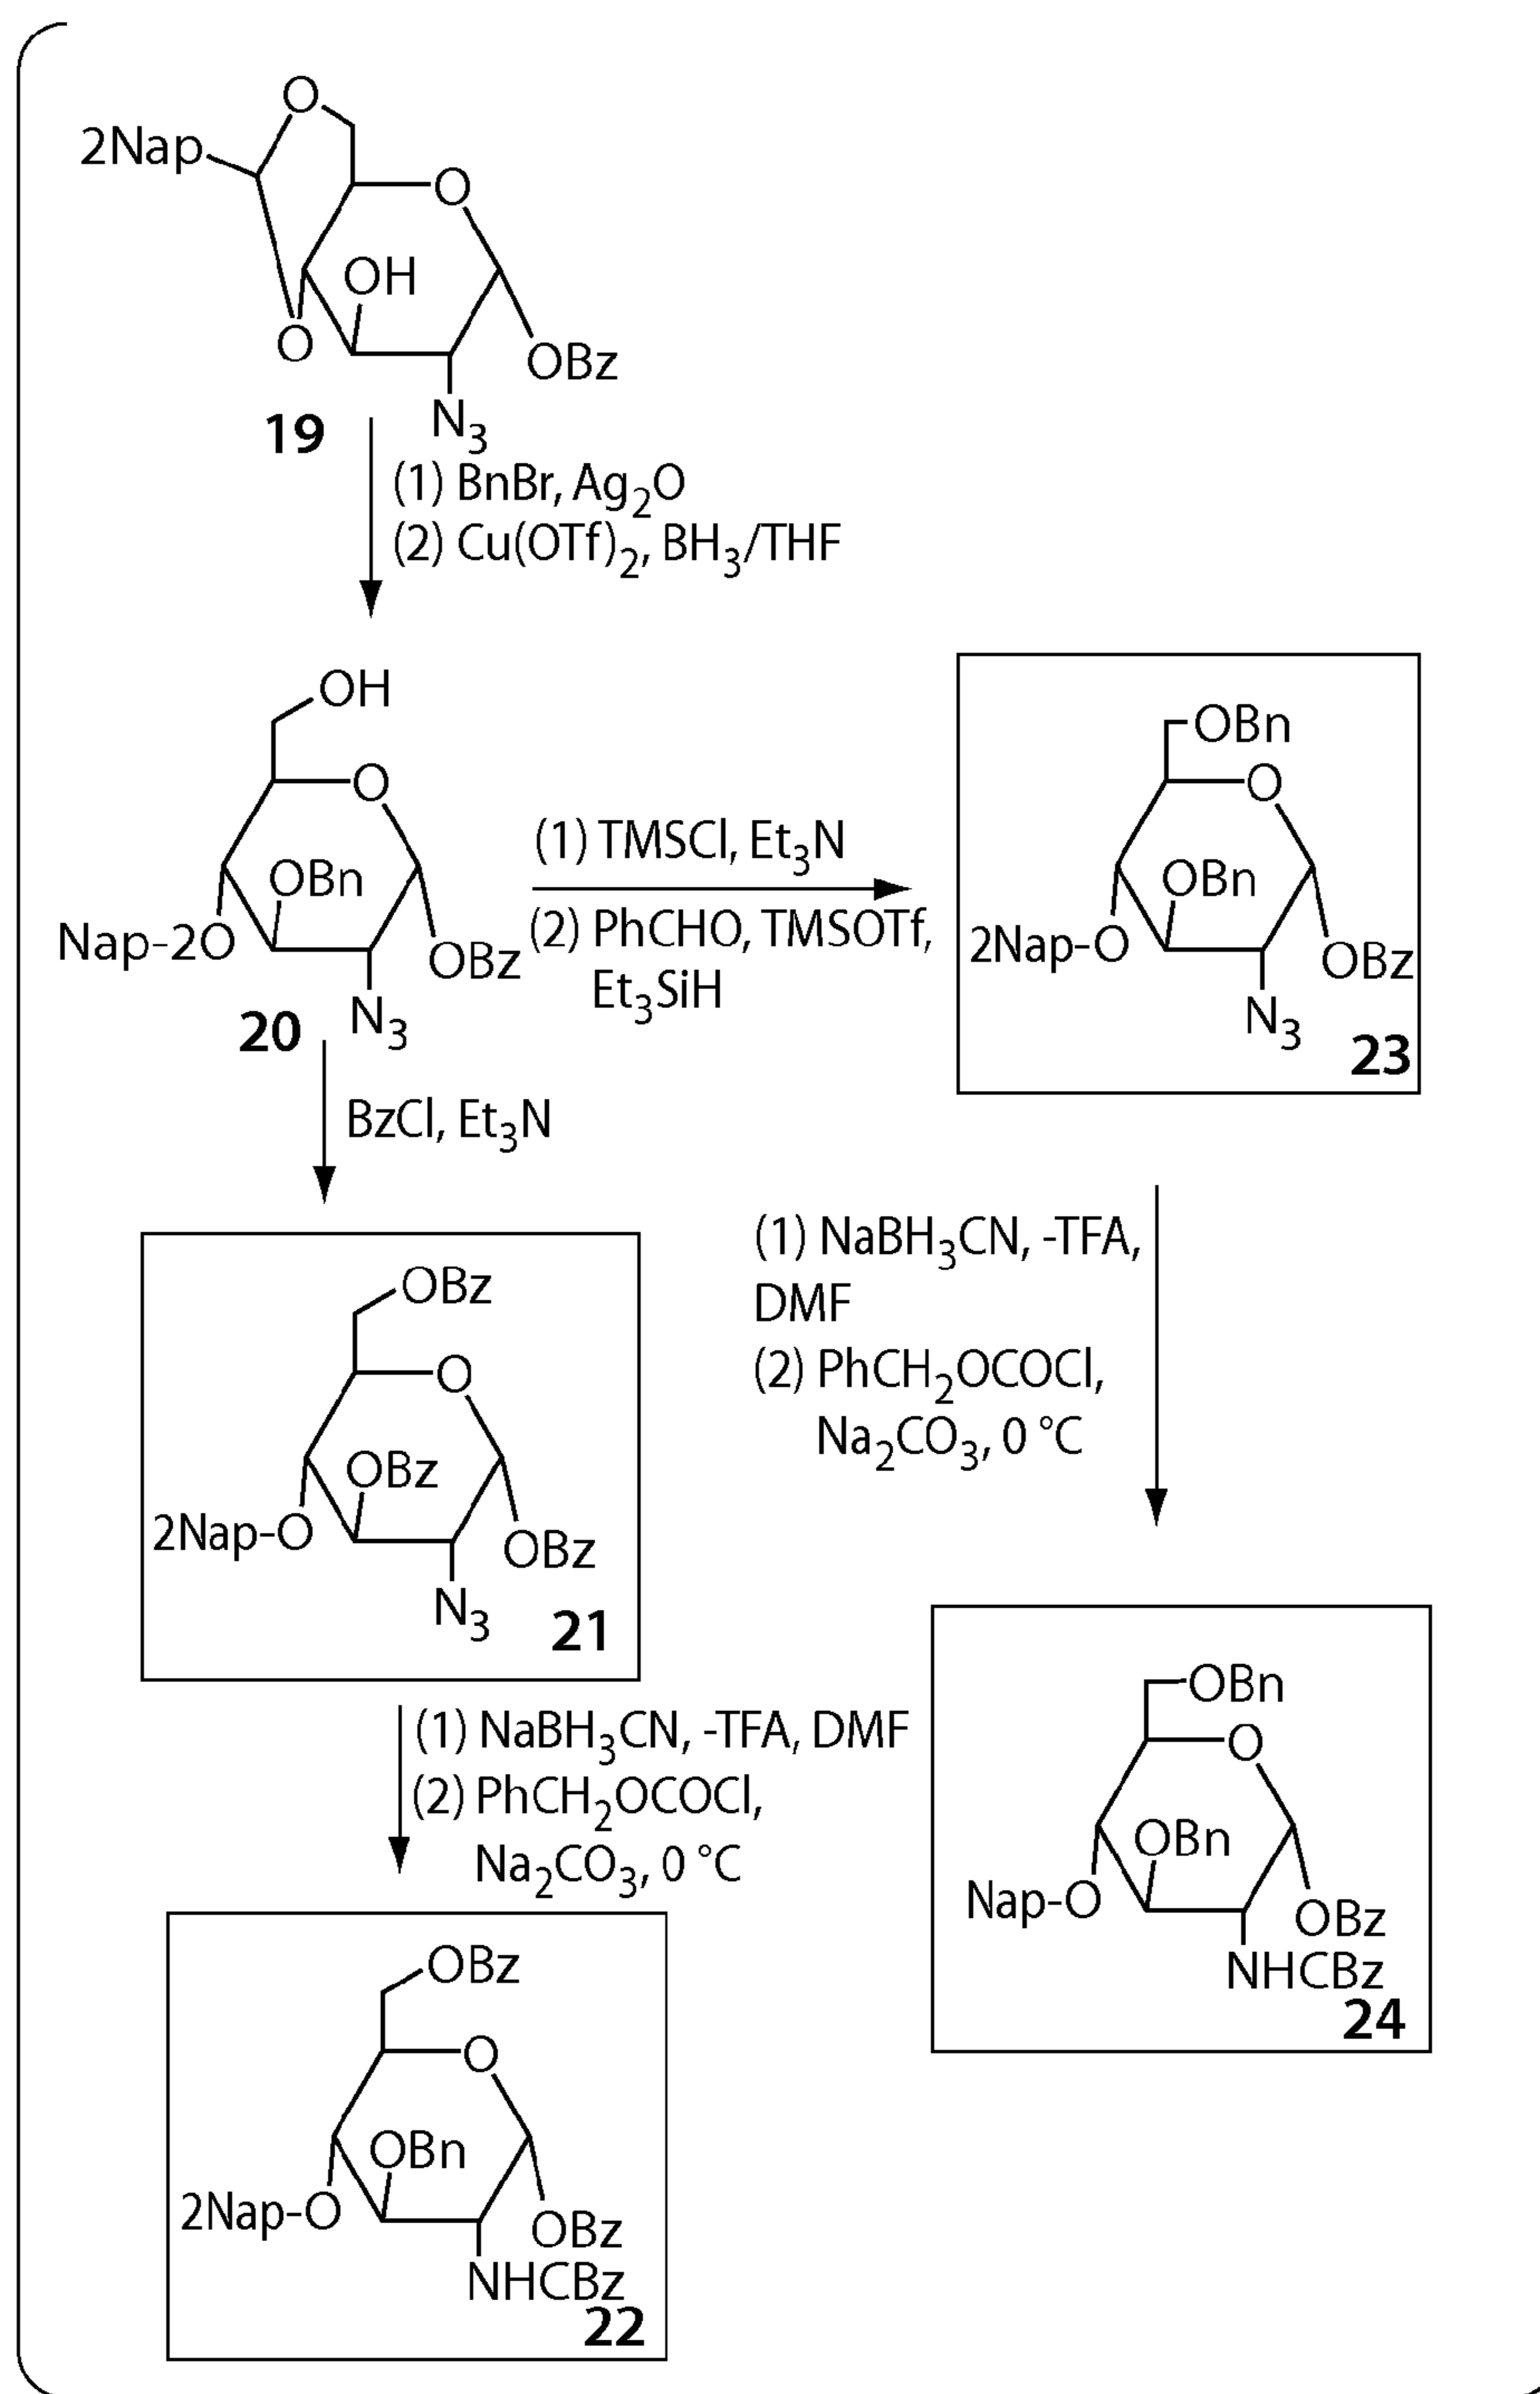 O
2Nap
O
OH
O
OBz
N3
19
(1) BnBr, Ag2O
(2) Cu(OTf)2, BH3/THF
OH
O
OBn
Nap-2O
OBz
N3
20
(1) TMSCl, Et3N
(2) PhCHO, TMSOTf,
Et3SiH
OBn
O
OBn
2Nap-O
OBz
N3
23
BzCl, Et3N
OBz
O
OBz
2Nap-O
OBz
N3
21
(1) NaBH3CN, -TFA,
DMF
(2) PhCH2OCOCl,
Na2CO3, 0 °C
(1) NaBH3CN, -TFA, DMF
(2) PhCH2OCOCl,
Na2CO3, 0 °C
OBn
O
OBn
Nap-O
OBz
NHCBz
24
OBz
O
OBn
2Nap-O
OBz
NHCBz
22